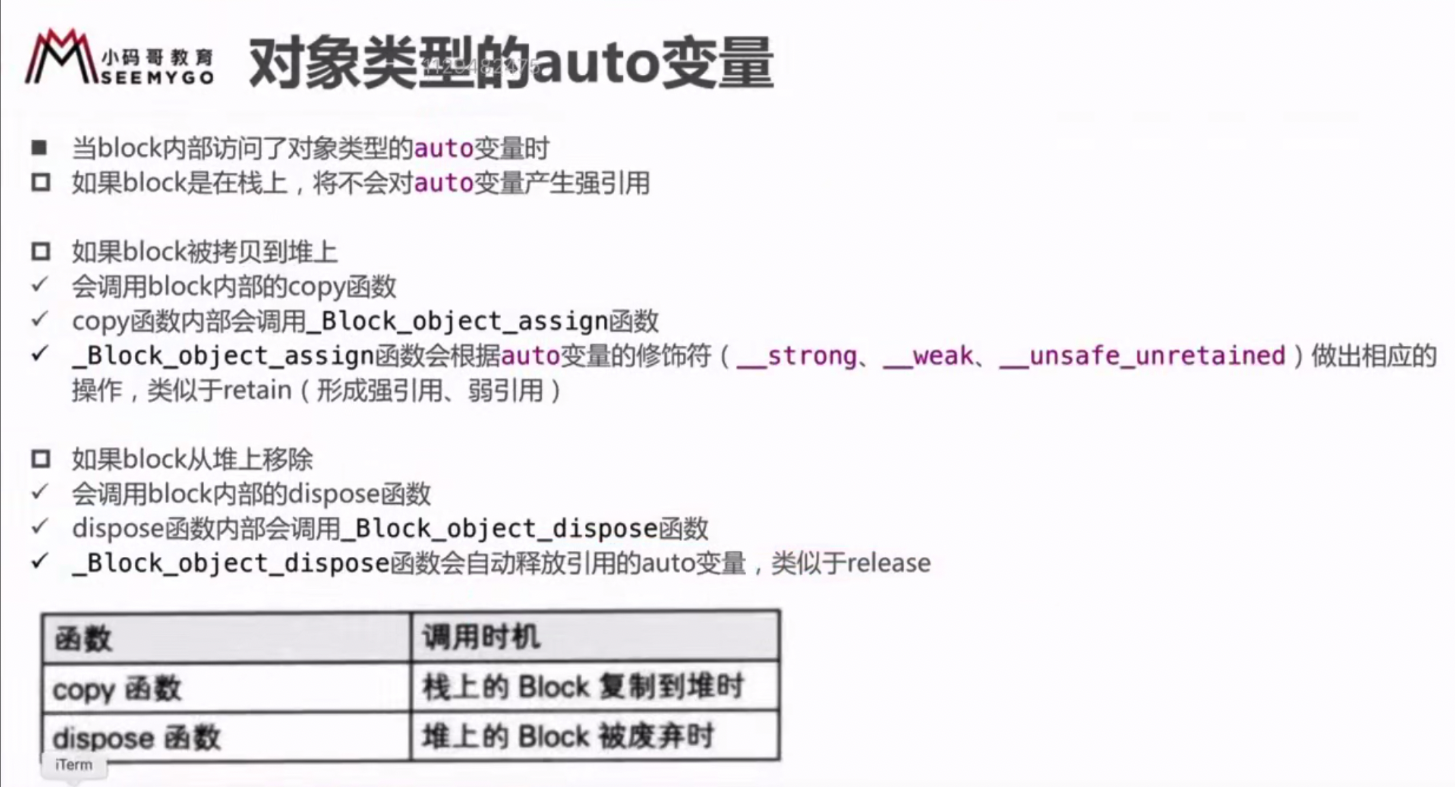 小码哥教育
SEEMYGO
对象类型的auto变量
当block内部访问了对象类型的auto变量时
如果block是在栈上，将不会对auto变量产生强引用
如果block被拷贝到堆上
会调用block内部的copy函数
copy函数内部会调用_Block_object_assign函数
_Block_object_assign函数会根据auto变量的修饰符（__strong、__weak、__unsafe_unretained）做出相应的
操作，类似于retain（形成强引用、弱引用）
如果block从堆上移除
会调用block内部的dispose函数
dispose函数内部会调用_Block_object_dispose函数
_Block_object_dispose函数会自动释放引用的auto变量，类似于release
函数 调用时机
copy 函数 栈上的 Block 复制到堆时
dispose 函数 堆上的 Block 被废弃时
iTerm